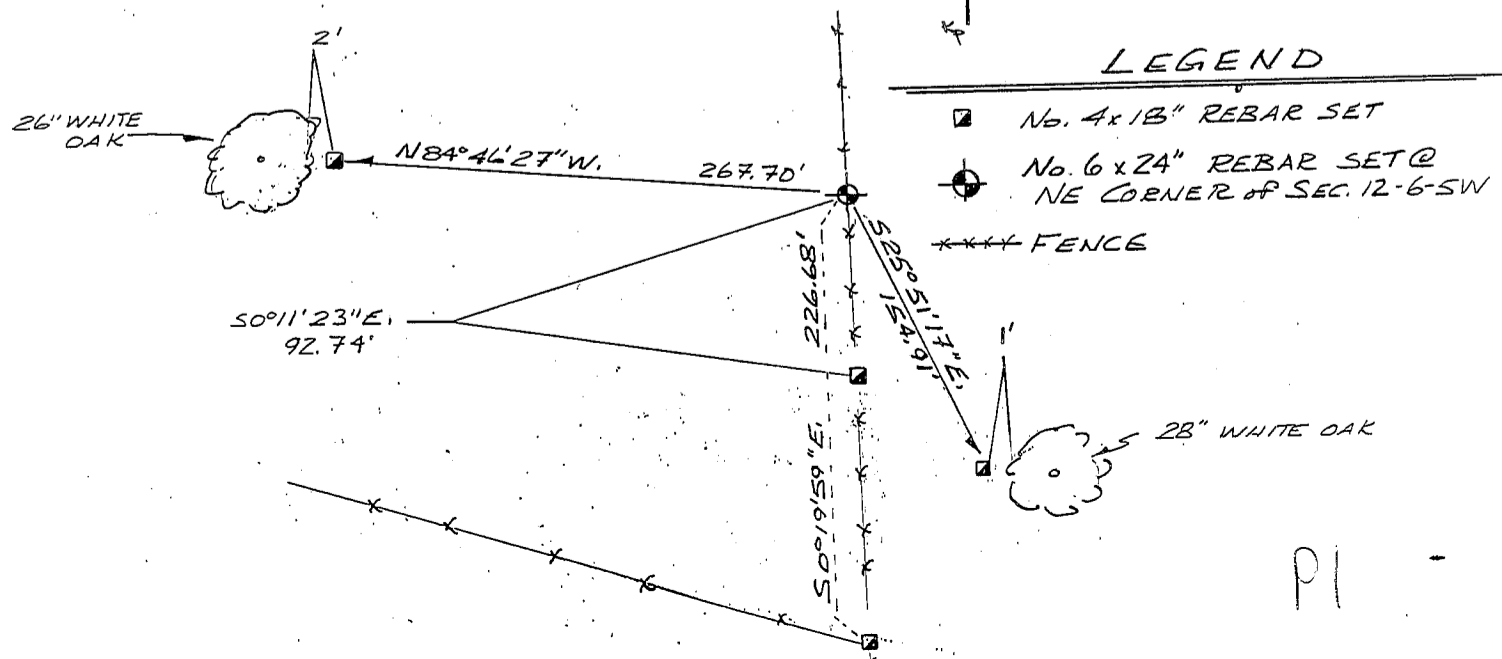 LEGEND
No. 4x18" REBAR SET
No. 6 x 24" REBAR SET @
NE CORNER of SEC. 12-6-5W
FENCE
2'
26" WHITE
OAK
N84°46'27"W.
267.70'
S0°11'23"E.
92.74'
226.68'
S0°19'59"E.
S25°51'17"E.
154.91'
1'
28" WHITE OAK
P1